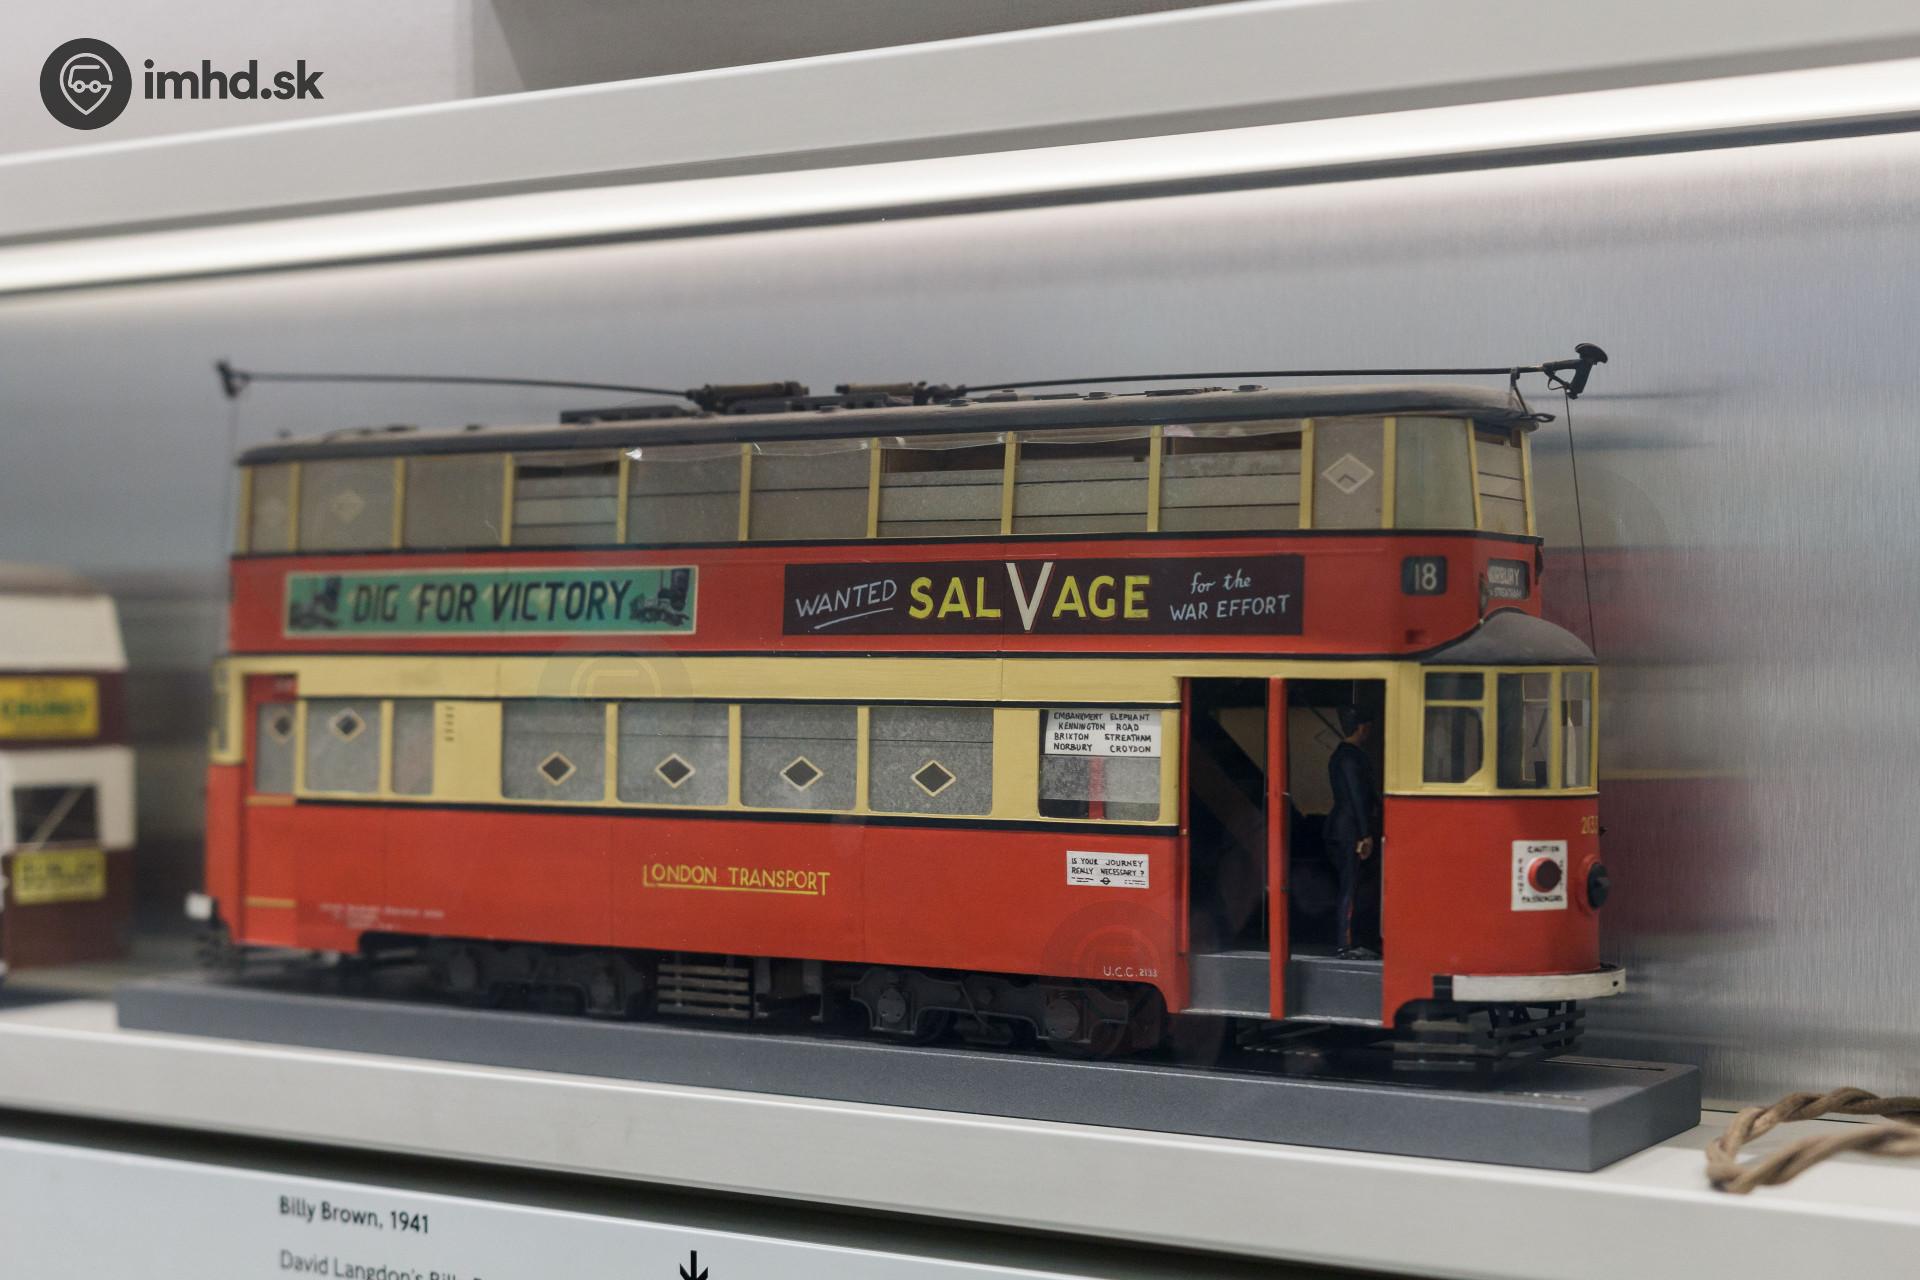 imhd.sk
DIG FOR VICTORY
WANTED SALVAGE for the WAR EFFORT
18
NORBURY
EMBANKMENT ELEPHANT
KENNINGTON ROAD
BRIXTON STREATHAM
NORBURY CROYDON
IS YOUR JOURNEY
REALLY NECESSARY?
LONDON TRANSPORT
U.C.C. 2133
CAUTION
PASSENGERS
Billy Brown, 1941
David Langdon's